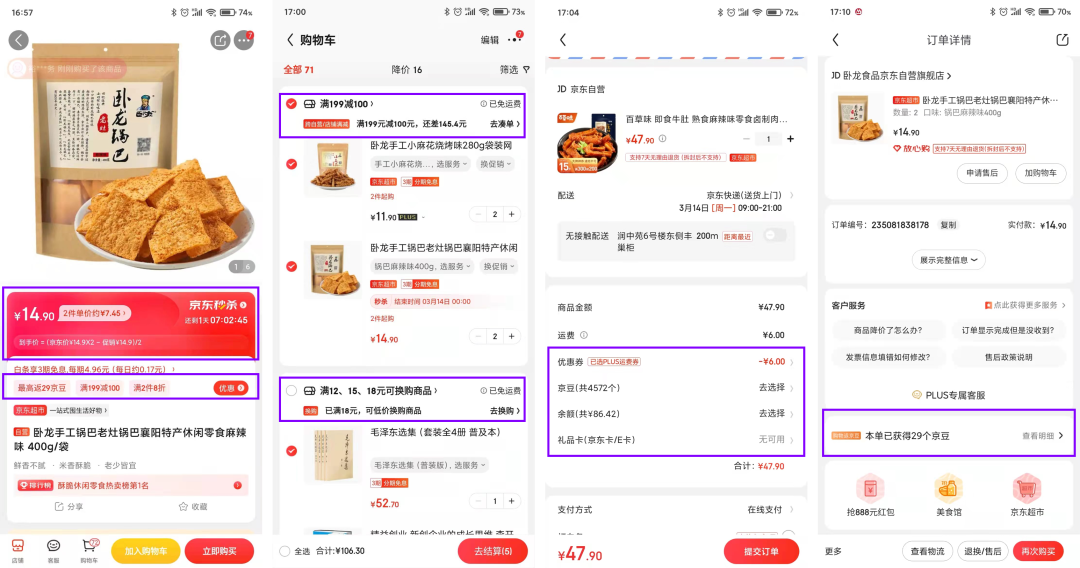 16:57
74%
7
卧龙锅巴
老灶
1/6
¥14.90
2件单价约¥7.45 ›
京东秒杀
还剩1天 07:02:45
到手价 = (京东价¥14.9X2 − 促销¥14.9)/2
白条享3期免息,每期4.96元 (每日约0.17元) ›
最高返29京豆
满199减100
满2件8折
优惠
京东超市 一站式囤生活好物 ›
自营 卧龙手工锅巴老灶锅巴襄阳特产休闲零食麻辣味 400g/袋
鲜香不腻 · 米香酥脆 · 老少皆宜
排行榜 酥脆休闲零食热卖榜第1名
分享
收藏
店铺
客服
购物车
72
加入购物车
立即购买
17:00
73%
购物车
编辑
7
全部 71
降价 16
筛选
满199减100 ›
已免运费
满199元减100元，还差145.4元
去凑单 ›
卧龙手工小麻花烧烤味280g袋装网
手工小麻花烧..., 选服务
换促销
京东超市 3期 分期免息
2件起购
¥11.90 PLUS
2
卧龙手工锅巴老灶锅巴襄阳特产休闲
锅巴麻辣味400g, 选服务
换促销
京东超市 3期 分期免息
秒杀 结束时间 03月14日 00:00
2件起购
¥14.90
2
满12、15、18元可换购商品 ›
已免运费
换购 已满18元，可低价换购商品
去换购 ›
毛泽东选集（套装全4册 普及本）
毛泽东选集
毛泽东选集（普装版）, 选服务
3期 分期免息
¥52.70
1
全选
合计:¥106.30
去结算(5)
17:04
72%
JD 京东自营
百草味 即食牛肚 熟食麻辣味零食卤制肉...
¥47.90
1
支持7天无理由退货 (拆封后不支持)
京东超市
配送
京东快递(送货上门)
3月14日 [周一] 09:00-21:00
无接触配送
润中苑6号楼东侧丰巢柜
200m
距离最近
商品金额
¥47.90
运费
¥6.00
优惠券 已选PLUS运费券
-¥6.00
京豆(共4572个)
去选择
余额(共¥86.42)
去选择
礼品卡(京东卡/E卡)
无可用
合计: ¥47.90
支付方式
在线支付
¥47.90
提交订单
17:10
70%
订单详情
JD 卧龙食品京东自营旗舰店
京东超市 卧龙手工锅巴老灶锅巴襄阳特产休...
数量: 2 口味: 锅巴麻辣味400g
¥14.90
放心购 支持7天无理由退货(拆封后不支持)
申请售后
加购物车
订单编号: 235081838178
复制
实付款: ¥14.90
展示完整信息
客户服务
点此获得更多服务 ›
商品降价了怎么办?
订单显示完成但是没收到?
发票信息填错如何修改?
售后政策说明
PLUS专属客服
本单已获得29个京豆
查看明细
抢888元红包
美食馆
京东超市
更多
查看物流
退换/售后
再次购买